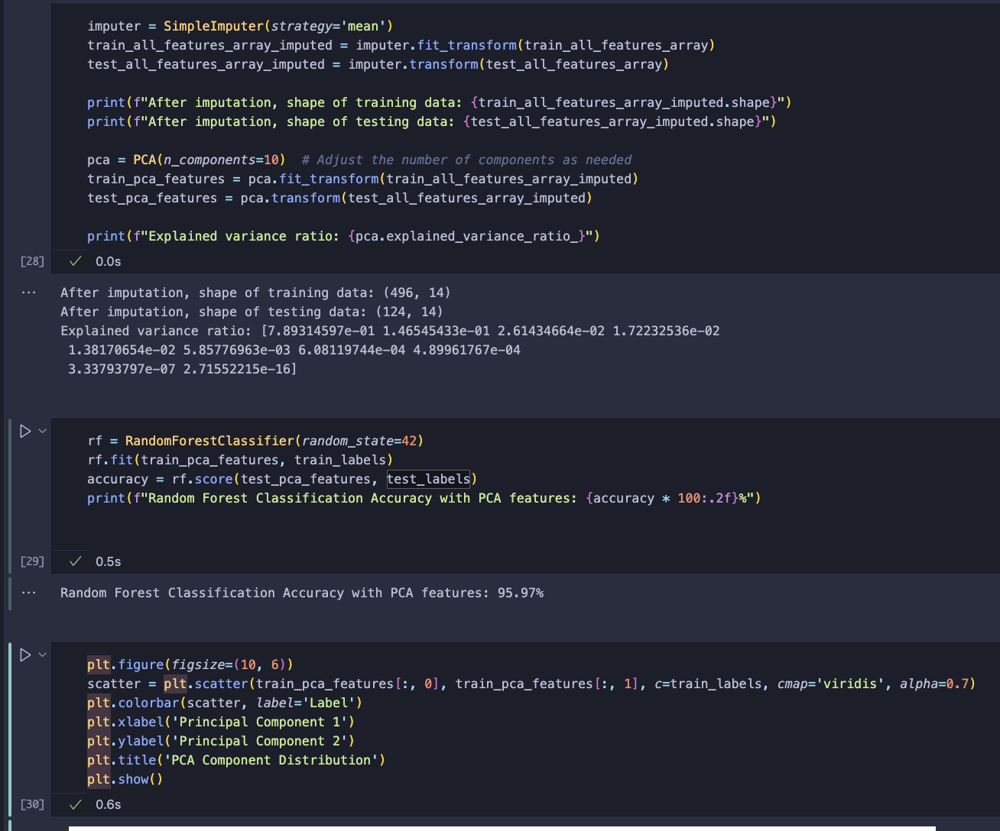 imputer = SimpleImputer(strategy='mean')
train_all_features_array_imputed = imputer.fit_transform(train_all_features_array)
test_all_features_array_imputed = imputer.transform(test_all_features_array)
print(f"After imputation, shape of training data: {train_all_features_array_imputed.shape}")
print(f"After imputation, shape of testing data: {test_all_features_array_imputed.shape}")
pca = PCA(n_components=10)  # Adjust the number of components as needed
train_pca_features = pca.fit_transform(train_all_features_array_imputed)
test_pca_features = pca.transform(test_all_features_array_imputed)
print(f"Explained variance ratio: {pca.explained_variance_ratio_}")
[28] ✓ 0.0s
... After imputation, shape of training data: (496, 14)
After imputation, shape of testing data: (124, 14)
Explained variance ratio: [7.89314597e-01 1.46545433e-01 2.61434664e-02 1.72232536e-02
1.38170654e-02 5.85776963e-03 6.08119744e-04 4.89961767e-04
3.33793797e-07 2.71552215e-16]
rf = RandomForestClassifier(random_state=42)
rf.fit(train_pca_features, train_labels)
accuracy = rf.score(test_pca_features, test_labels)
print(f"Random Forest Classification Accuracy with PCA features: {accuracy * 100:.2f}%")
[29] ✓ 0.5s
... Random Forest Classification Accuracy with PCA features: 95.97%
plt.figure(figsize=(10, 6))
scatter = plt.scatter(train_pca_features[:, 0], train_pca_features[:, 1], c=train_labels, cmap='viridis', alpha=0.7)
plt.colorbar(scatter, label='Label')
plt.xlabel('Principal Component 1')
plt.ylabel('Principal Component 2')
plt.title('PCA Component Distribution')
plt.show()
[30] ✓ 0.6s